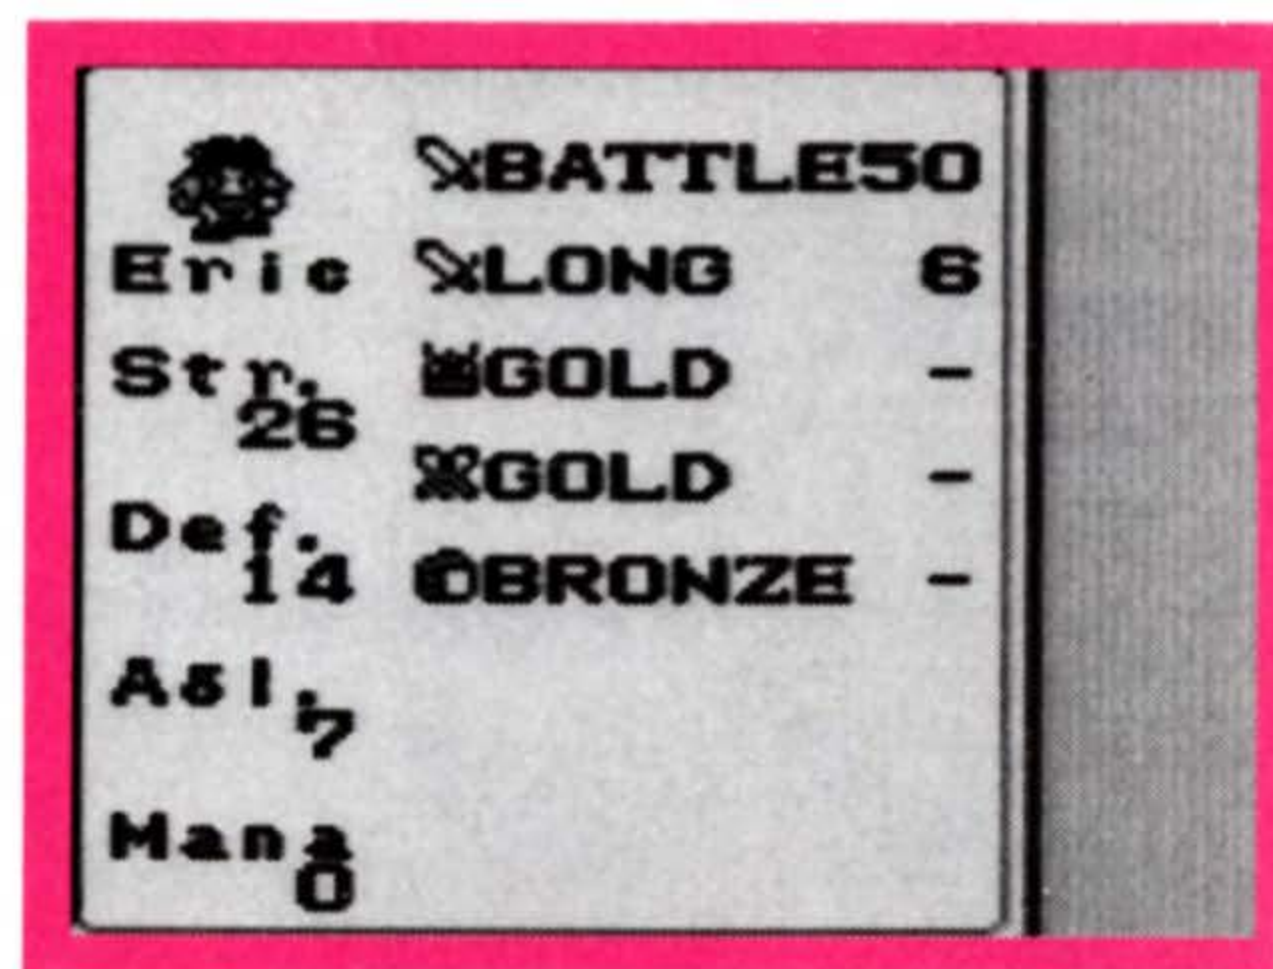 BATTLE50
Eric LONG 6
Str. GOLD -
26
GOLD -
Def.
14 BRONZE -
Agl.
7
Mana
0